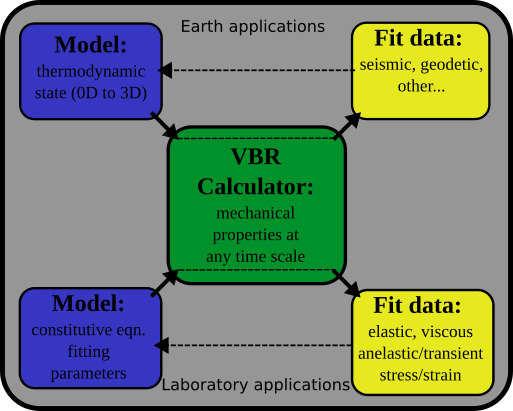 Earth applications
Model:
thermodynamic
state (0D to 3D)
Fit data:
seismic, geodetic,
other...
VBR
Calculator:
mechanical
properties at
any time scale
Model:
constitutive eqn.
fitting
parameters
Fit data:
elastic, viscous
anelastic/transient
stress/strain
Laboratory applications